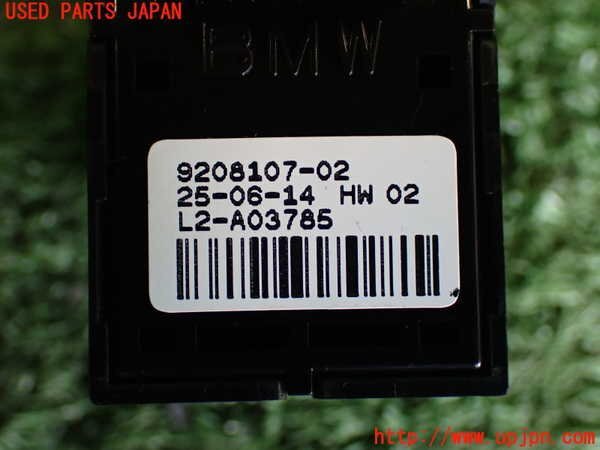 USED PARTS JAPAN
BMW
9208107-02
25-06-14 HW 02
L2-A03785
http://www.upjpn.com